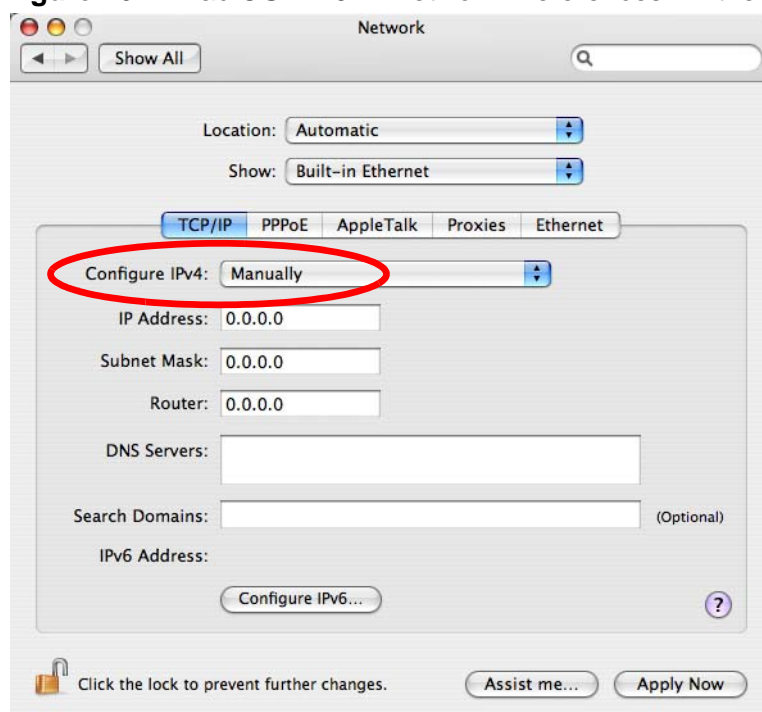 Network
Show All
Location: Automatic
Show: Built-in Ethernet
TCP/IP PPPoE AppleTalk Proxies Ethernet
Configure IPv4: Manually
IP Address: 0.0.0.0
Subnet Mask: 0.0.0.0
Router: 0.0.0.0
DNS Servers:
Search Domains: (Optional)
IPv6 Address:
Configure IPv6... ?
Click the lock to prevent further changes. Assist me... Apply Now